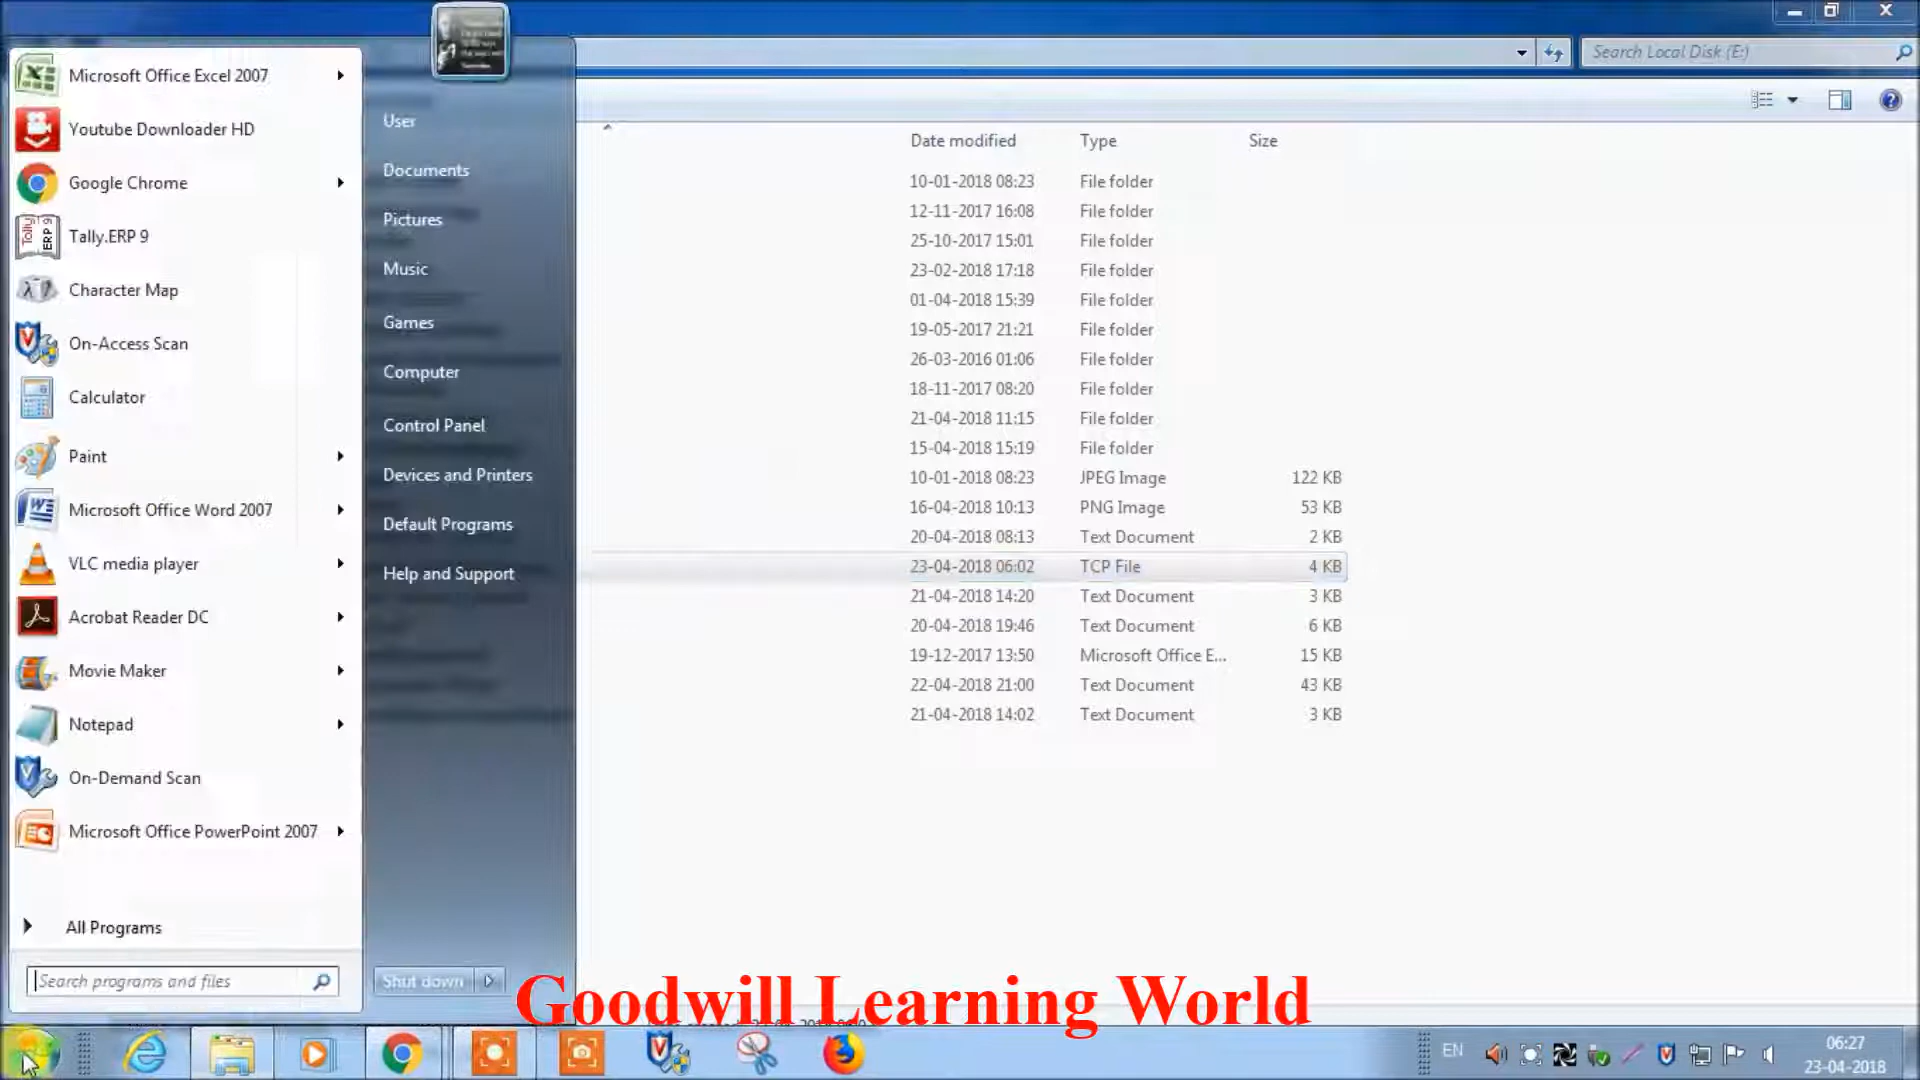 Search Local Disk (E:)
Microsoft Office Excel 2007
Youtube Downloader HD
Google Chrome
Tally.ERP 9
Character Map
On-Access Scan
Calculator
Paint
Microsoft Office Word 2007
VLC media player
Acrobat Reader DC
Movie Maker
Notepad
On-Demand Scan
Microsoft Office PowerPoint 2007
All Programs
Search programs and files
User
Documents
Pictures
Music
Games
Computer
Control Panel
Devices and Printers
Default Programs
Help and Support
Shut down
Date modified Type Size
10-01-2018 08:23 File folder
12-11-2017 16:08 File folder
25-10-2017 15:01 File folder
23-02-2018 17:18 File folder
01-04-2018 15:39 File folder
19-05-2017 21:21 File folder
26-03-2016 01:06 File folder
18-11-2017 08:20 File folder
21-04-2018 11:15 File folder
15-04-2018 15:19 File folder
10-01-2018 08:23 JPEG Image 122 KB
16-04-2018 10:13 PNG Image 53 KB
20-04-2018 08:13 Text Document 2 KB
23-04-2018 06:02 TCP File 4 KB
21-04-2018 14:20 Text Document 3 KB
20-04-2018 19:46 Text Document 6 KB
19-12-2017 13:50 Microsoft Office E... 15 KB
22-04-2018 21:00 Text Document 43 KB
21-04-2018 14:02 Text Document 3 KB
Goodwill Learning World
EN
06:27
23-04-2018